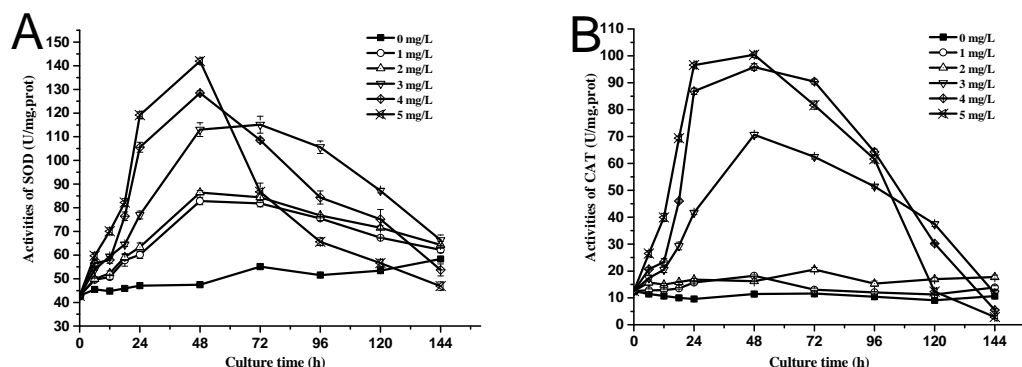 A
150
140
130
120
110
100
90
80
70
60
50
40
30
0 24 48 72 96 120 144
Culture time (h)
Activities of SOD (U/mg.prot)
0 mg/L
1 mg/L
2 mg/L
3 mg/L
4 mg/L
5 mg/L
B
110
100
90
80
70
60
50
40
30
20
10
0
0 24 48 72 96 120 144
Culture time (h)
Activities of CAT (U/mg.prot)
0 mg/L
1 mg/L
2 mg/L
3 mg/L
4 mg/L
5 mg/L